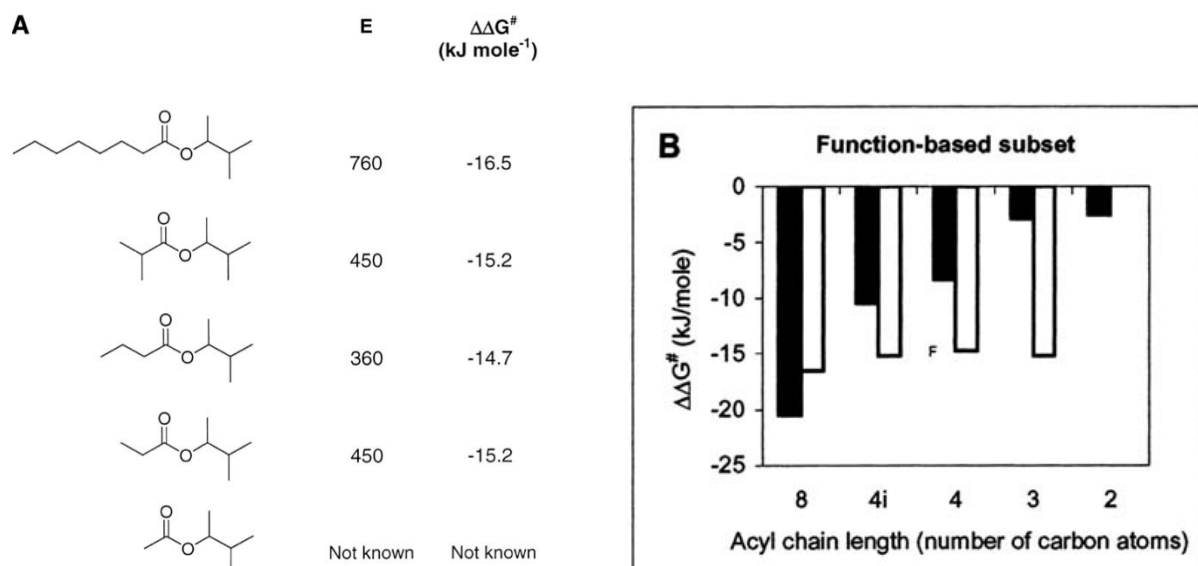 A
E
ΔΔG#
(kJ mole-1)
O
O
760
-16.5
O
O
450
-15.2
O
O
360
-14.7
O
O
450
-15.2
O
O
Not known
Not known
B
Function-based subset
0
-5
-10
-15
-20
-25
ΔΔG# (kJ/mole)
F
8 4i 4 3 2
Acyl chain length (number of carbon atoms)